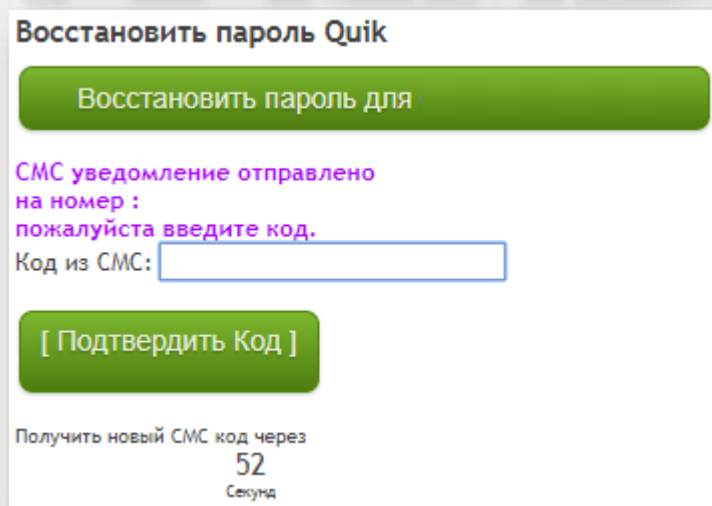 Восстановить пароль Quik
Восстановить пароль для
СМС уведомление отправлено
на номер :
пожалуйста введите код.
Код из СМС:
[ Подтвердить Код ]
Получить новый СМС код через
52
Секунд